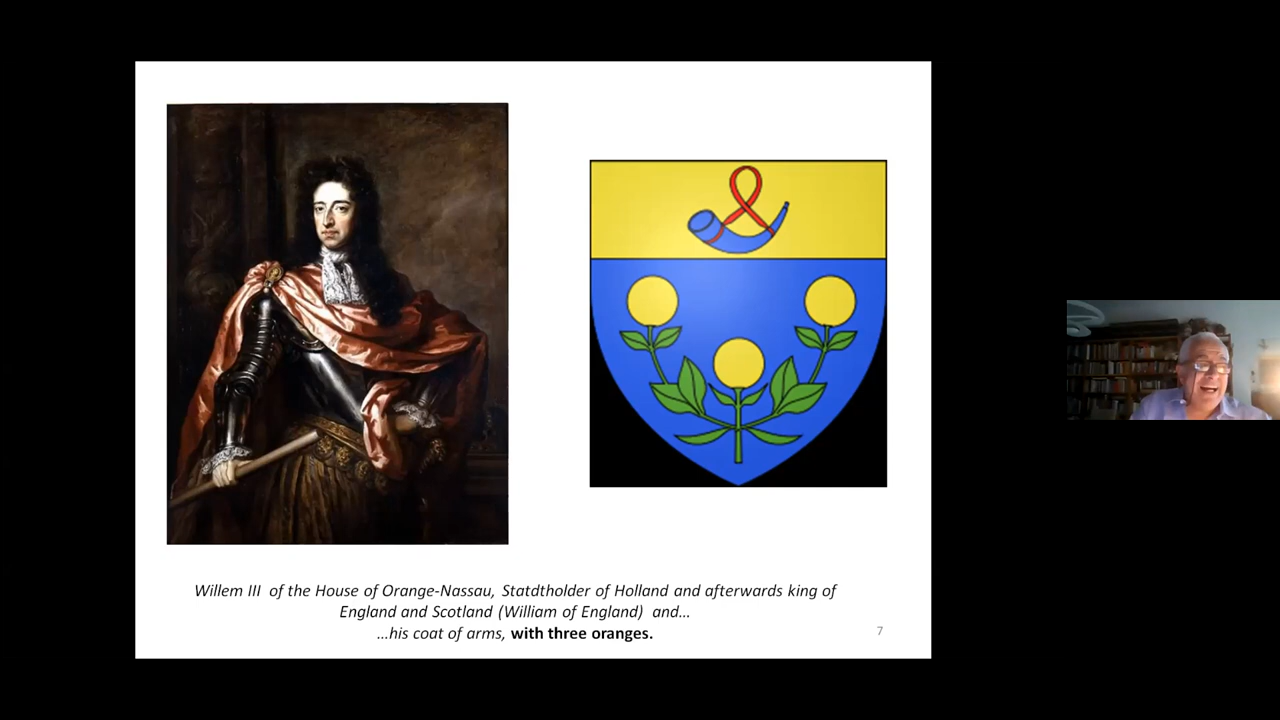 Willem III of the House of Orange-Nassau, Statdtholder of Holland and afterwards king of
England and Scotland (William of England) and...
...his coat of arms, with three oranges.
7